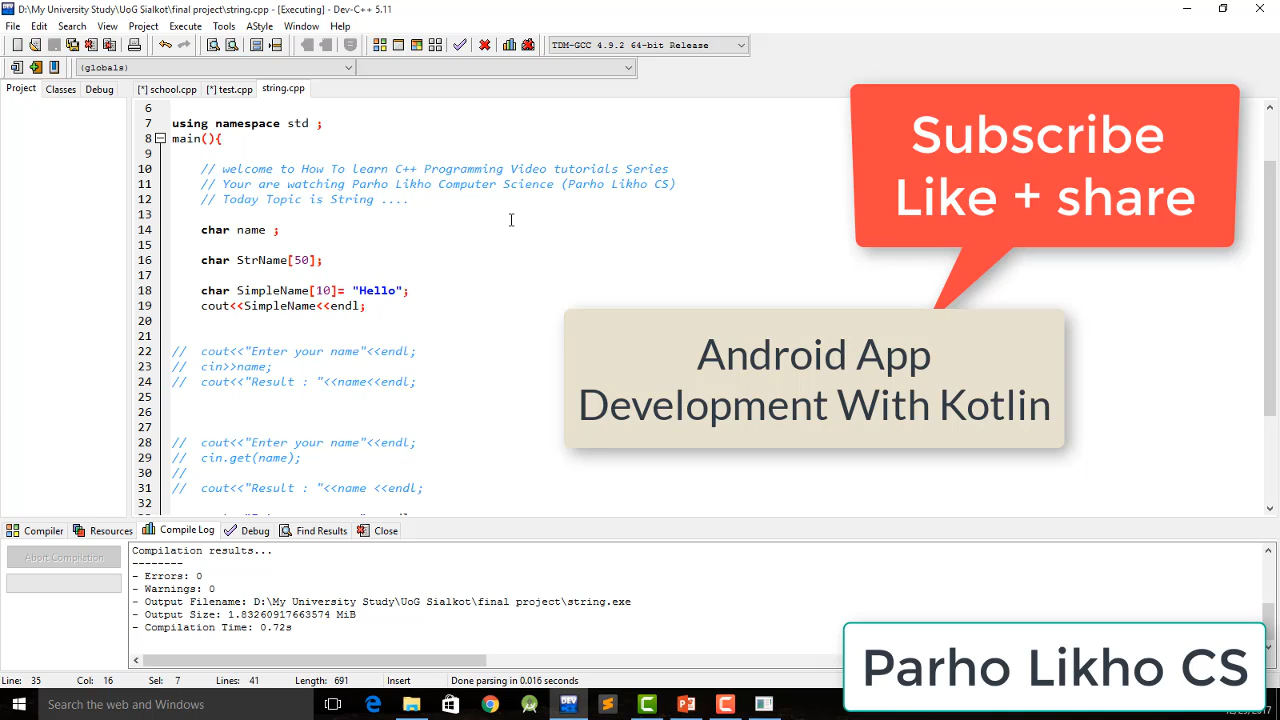 D:\My University Study\UoG Sialkot\final project\string.cpp - [Executing] - Dev-C++ 5.11
File Edit Search View Project Execute Tools AStyle Window Help
TDM-GCC 4.9.2 64-bit Release
(globals)
Project Classes Debug [*] school.cpp [*] test.cpp string.cpp
6
7 using namespace std ;
8 main(){
9
10 // welcome to How To learn C++ Programming Video tutorials Series
11 // Your are watching Parho Likho Computer Science (Parho Likho CS)
12 // Today Topic is String ....
13
14 char name ;
15
16 char StrName[50];
17
18 char SimpleName[10]= "Hello";
19 cout<<SimpleName<<endl;
20
21
22 // cout<<"Enter your name"<<endl;
23 // cin>>name;
24 // cout<<"Result : "<<name<<endl;
25
26
27
28 // cout<<"Enter your name"<<endl;
29 // cin.get(name);
30 //
31 // cout<<"Result : "<<name <<endl;
32
Subscribe
Like + share
Android App
Development With Kotlin
Compiler Resources Compile Log Debug Find Results Close
Abort Compilation
Compilation results...
--------
- Errors: 0
- Warnings: 0
- Output Filename: D:\My University Study\UoG Sialkot\final project\string.exe
- Output Size: 1.83260917663574 MiB
- Compilation Time: 0.72s
Parho Likho CS
Line: 35 Col: 16 Sel: 7 Lines: 41 Length: 691 Insert Done parsing in 0.016 seconds
Search the web and Windows